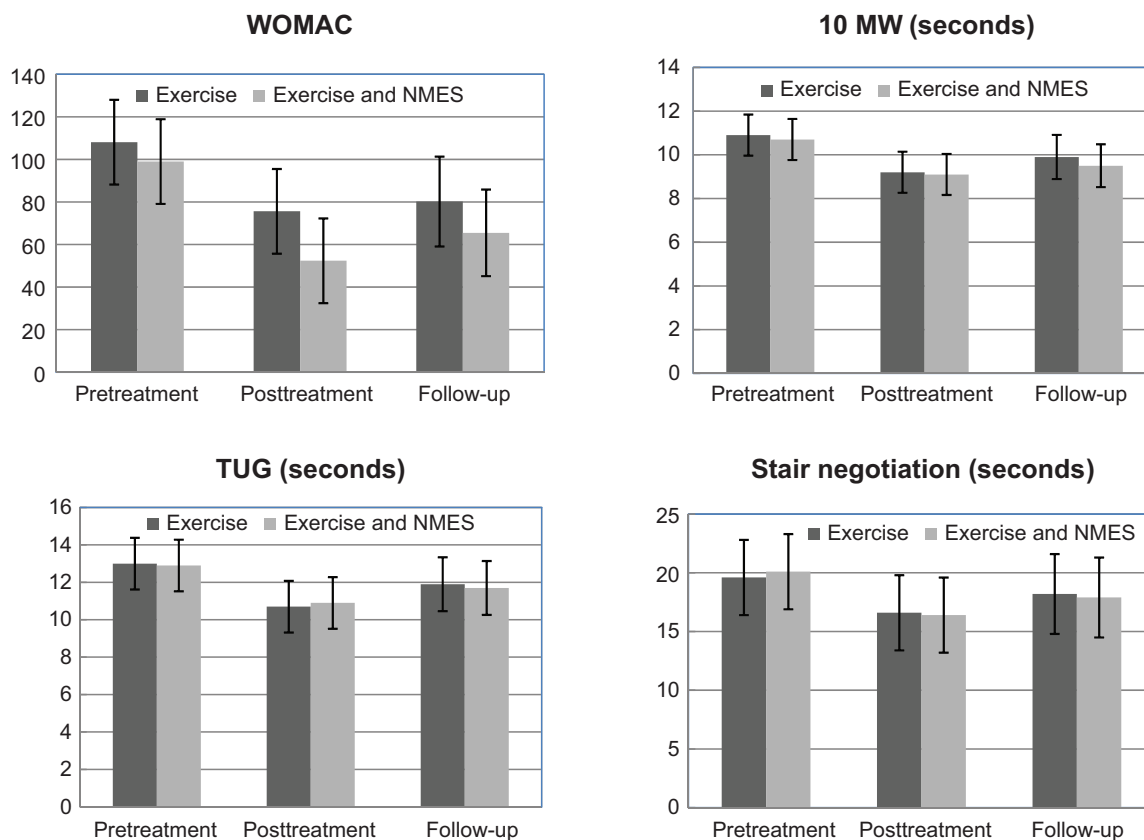 WOMAC
140
120
100
80
60
40
20
0
Exercise Exercise and NMES
Pretreatment Posttreatment Follow-up
10 MW (seconds)
14
12
10
8
6
4
2
0
Exercise Exercise and NMES
Pretreatment Posttreatment Follow-up
TUG (seconds)
16
14
12
10
8
6
4
2
0
Exercise Exercise and NMES
Pretreatment Posttreatment Follow-up
Stair negotiation (seconds)
25
20
15
10
5
0
Exercise Exercise and NMES
Pretreatment Posttreatment Follow-up